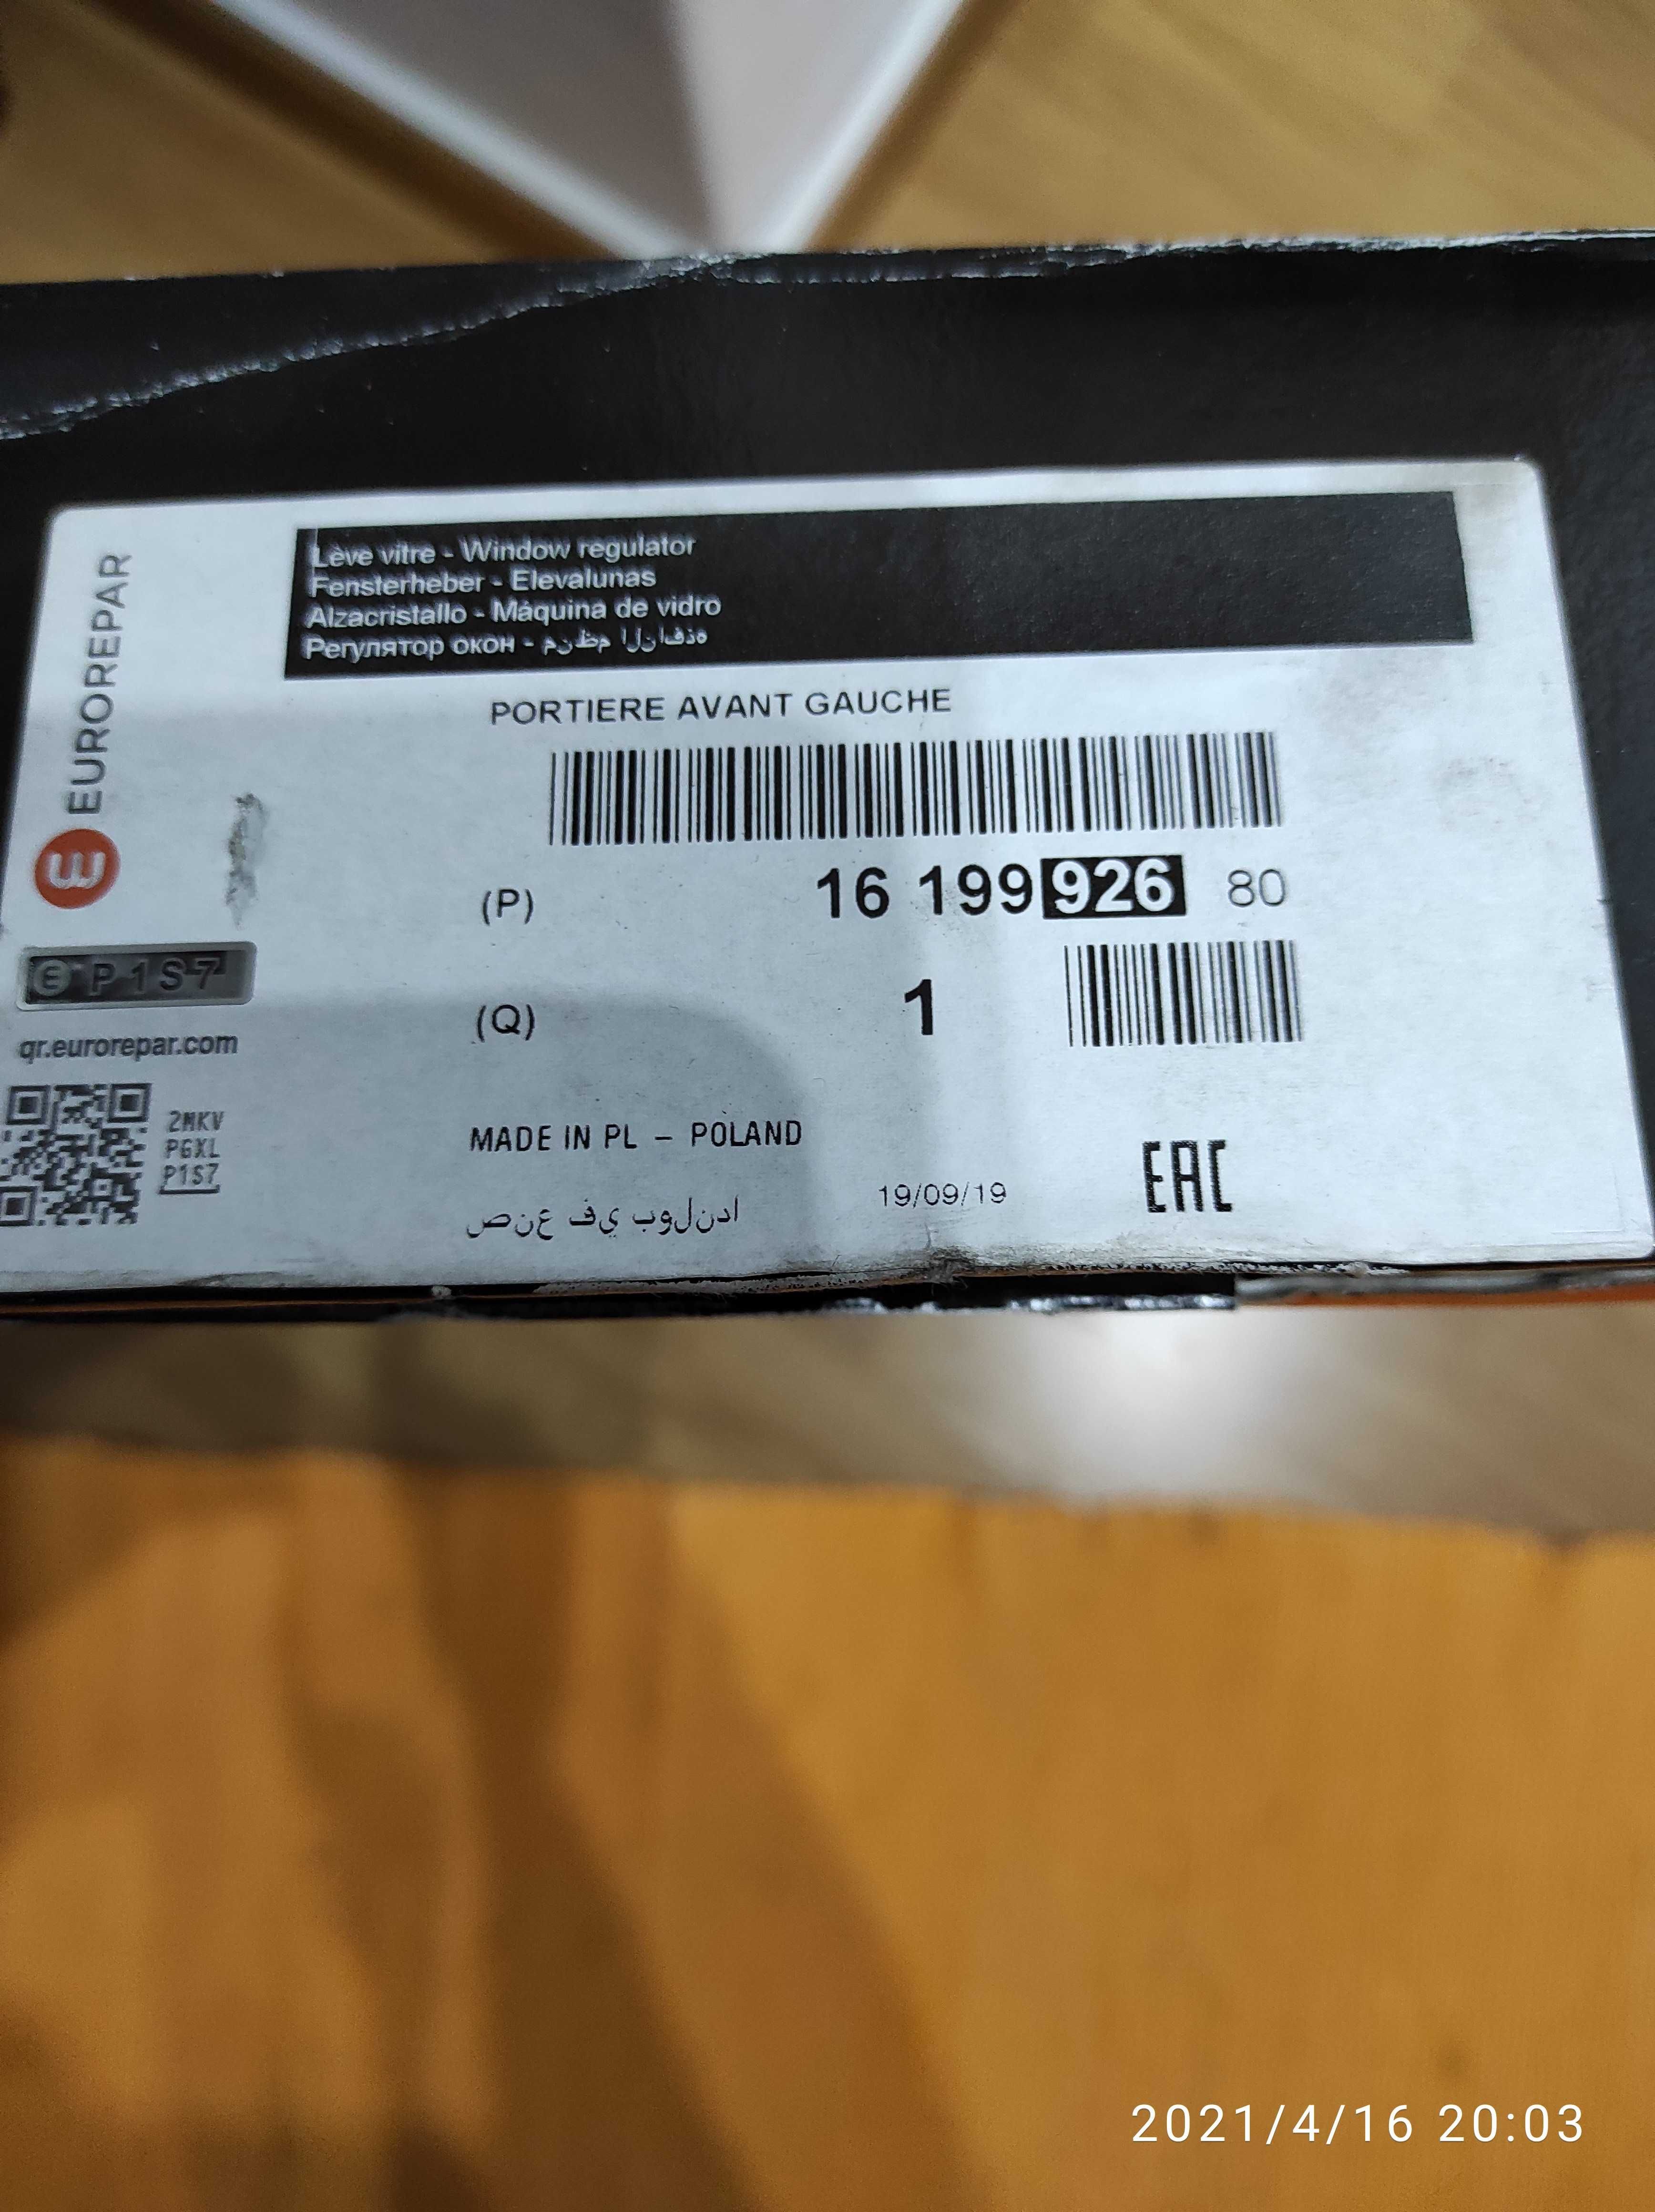 EUROREPAR
Lève vitre - Window regulator
Fensterheber - Elevalunas
Alzacristallo - Máquina de vidro
Регулятор окон - منظم النافذة
PORTIERE AVANT GAUCHE
(P) 16 199 926 80
(Q) 1
P1S7
qr.eurorepar.com
2MKV
PGXL
P1S7
MADE IN PL – POLAND
صنع في بولندا
19/09/19
EAC
2021/4/16 20:03